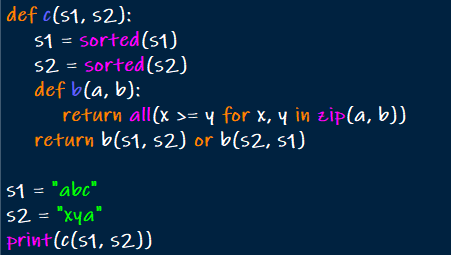 def c(s1, s2):
    s1 = sorted(s1)
    s2 = sorted(s2)
    def b(a, b):
        return all(x >= y for x, y in zip(a, b))
    return b(s1, s2) or b(s2, s1)

s1 = "abc"
s2 = "xya"
print(c(s1, s2))